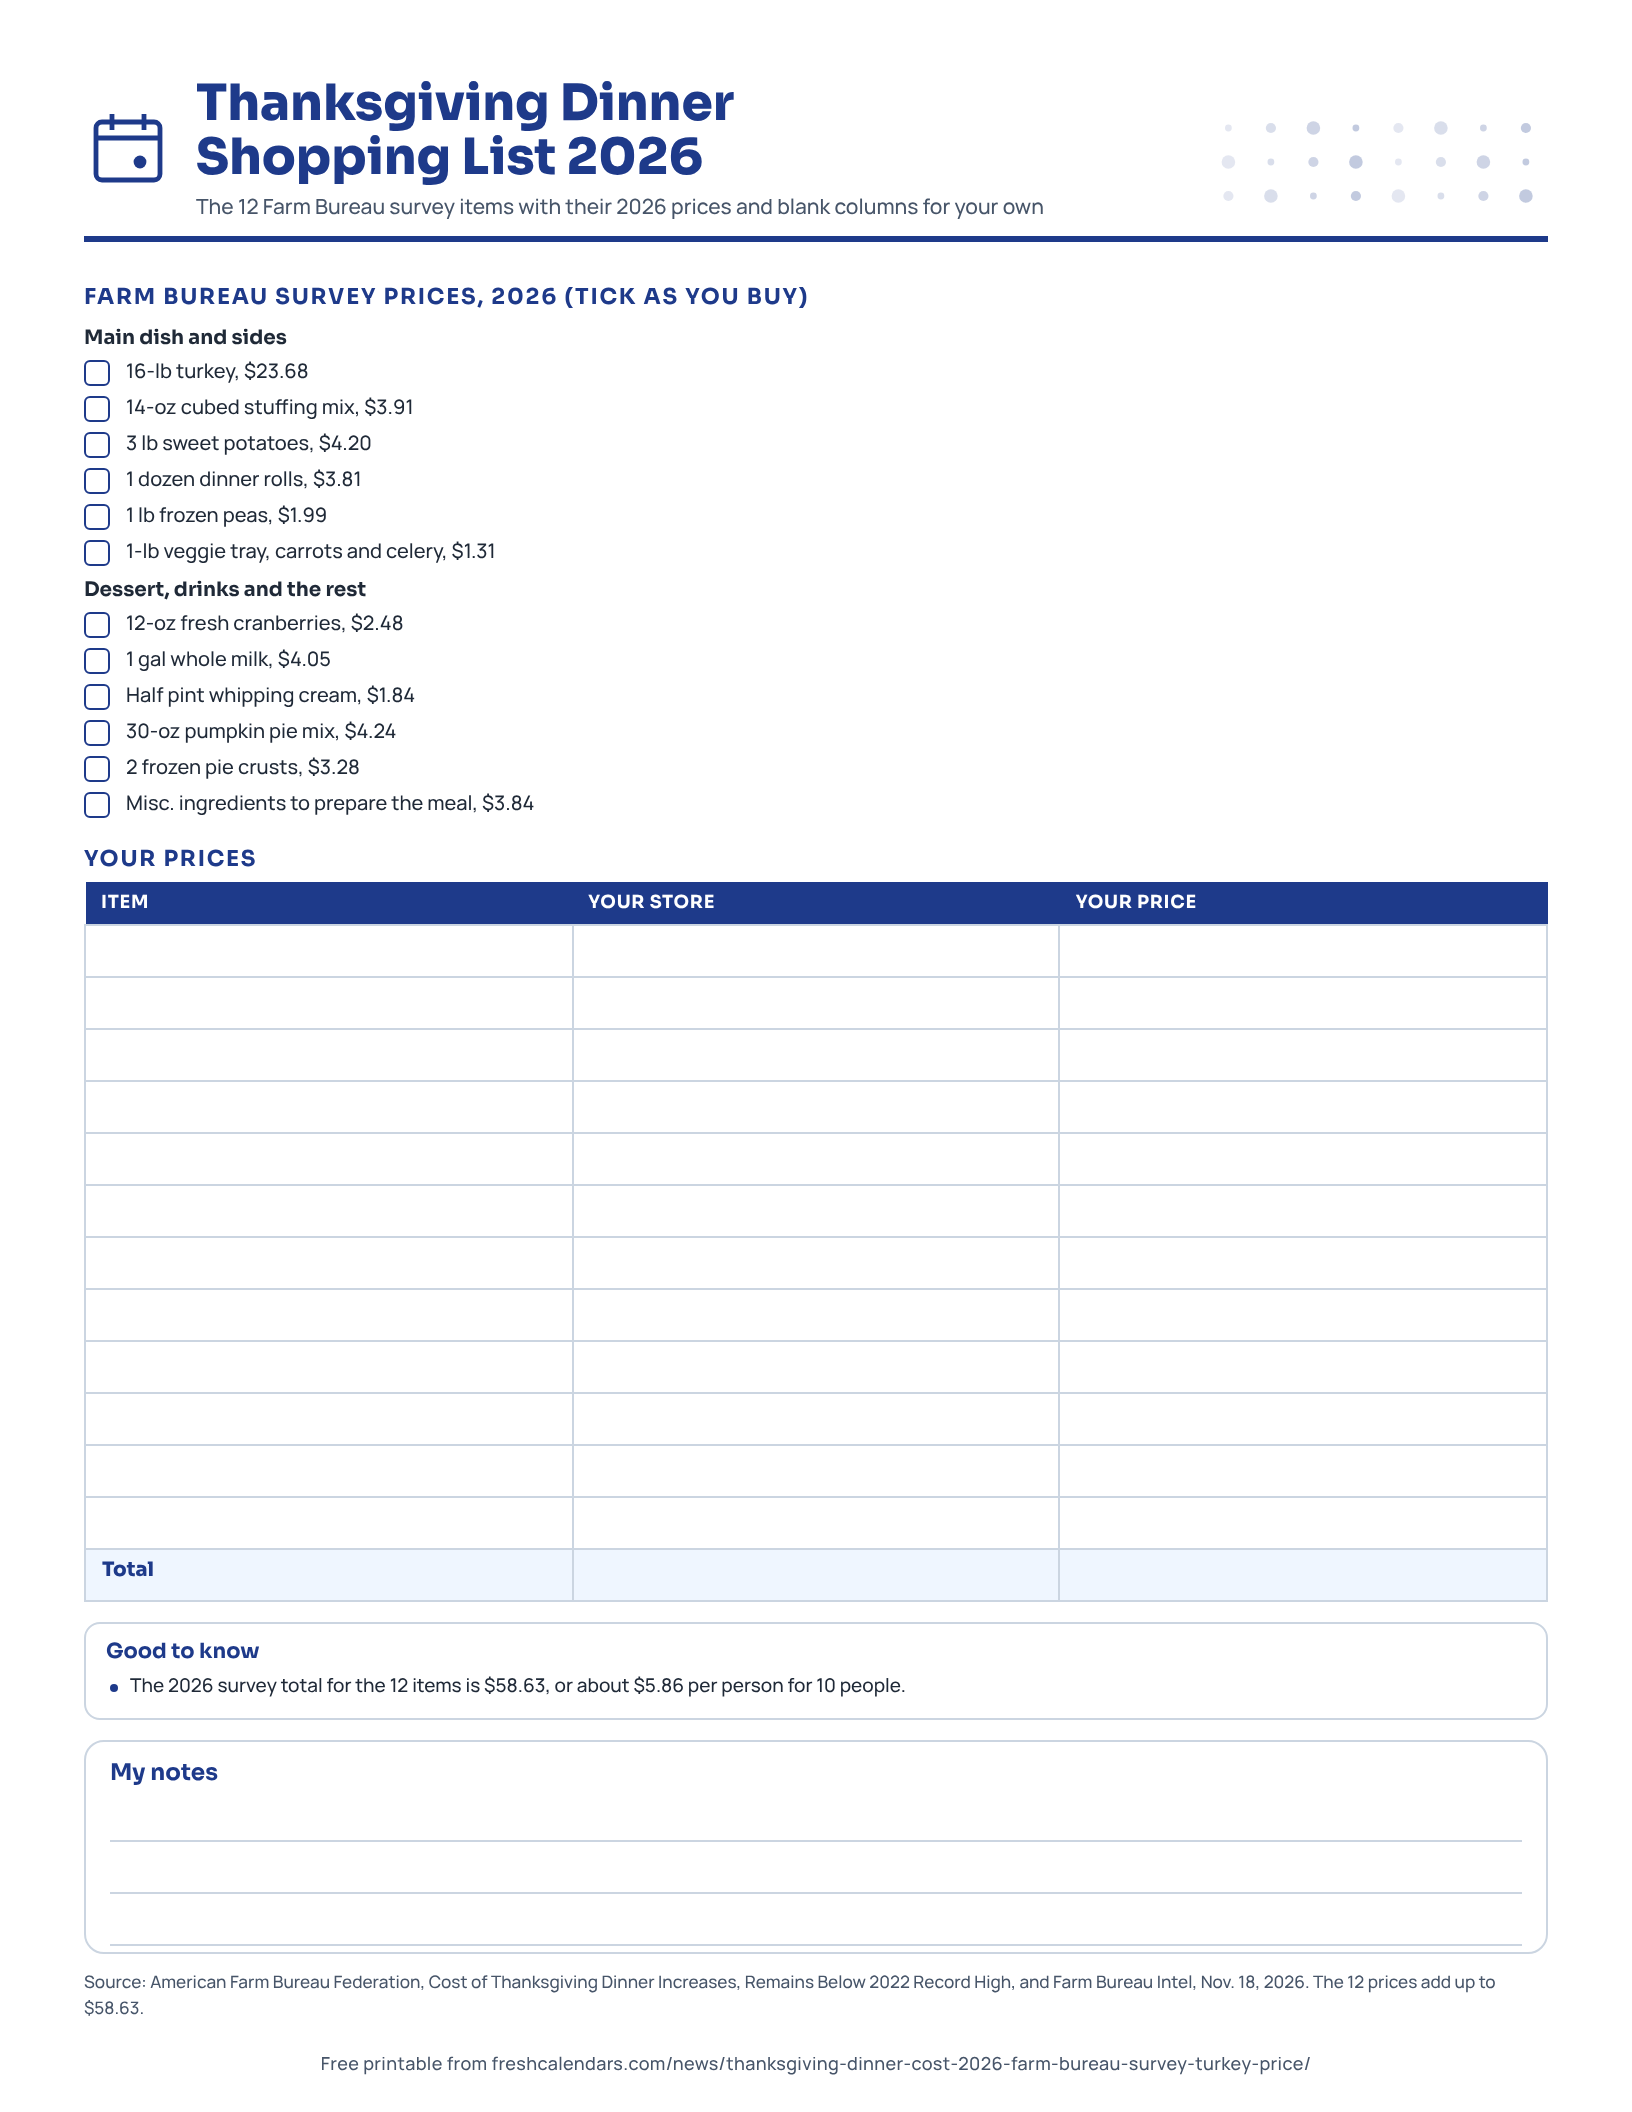 Thanksgiving Dinner
Shopping List 2026
The 12 Farm Bureau survey items with their 2026 prices and blank columns for your own
FARM BUREAU SURVEY PRICES, 2026 (TICK AS YOU BUY)
Main dish and sides
16-lb turkey, $23.68
14-oz cubed stuffing mix, $3.91
3 lb sweet potatoes, $4.20
1 dozen dinner rolls, $3.81
1 lb frozen peas, $1.99
1-lb veggie tray, carrots and celery, $1.31
Dessert, drinks and the rest
12-oz fresh cranberries, $2.48
1 gal whole milk, $4.05
Half pint whipping cream, $1.84
30-oz pumpkin pie mix, $4.24
2 frozen pie crusts, $3.28
Misc. ingredients to prepare the meal, $3.84
YOUR PRICES
ITEM YOUR STORE YOUR PRICE
Total
Good to know
• The 2026 survey total for the 12 items is $58.63, or about $5.86 per person for 10 people.
My notes
Source: American Farm Bureau Federation, Cost of Thanksgiving Dinner Increases, Remains Below 2022 Record High, and Farm Bureau Intel, Nov. 18, 2026. The 12 prices add up to
$58.63.
Free printable from freshcalendars.com/news/thanksgiving-dinner-cost-2026-farm-bureau-survey-turkey-price/